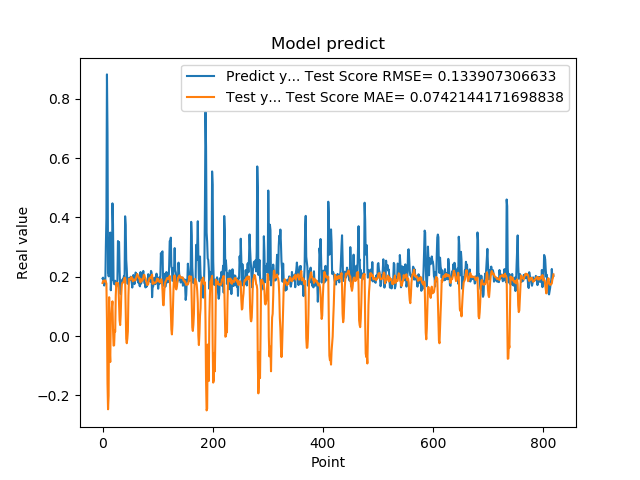 Model predict
Predict y... Test Score RMSE= 0.133907306633
Test y... Test Score MAE= 0.0742144171698838
Real value
0.8
0.6
0.4
0.2
0.0
−0.2
0
200
400
600
800
Point